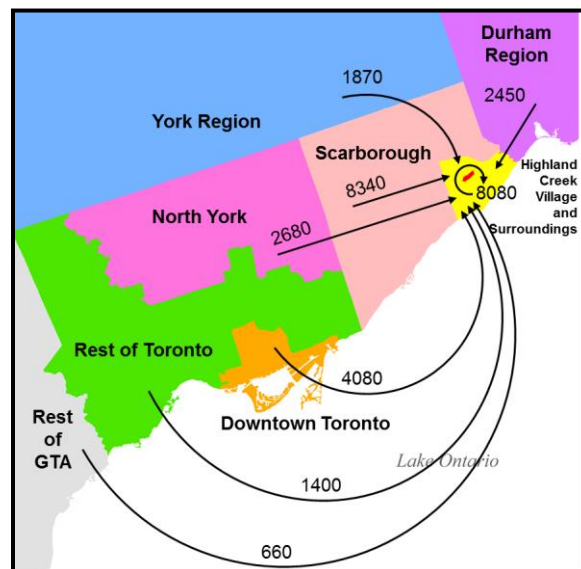 Durham
Region
1870
2450
York Region
Scarborough
Highland
Creek
Village
and
Surroundings
8340
8080
North York
2680
Rest of Toronto
4080
Rest
of
GTA
Downtown Toronto
Lake Ontario
1400
660